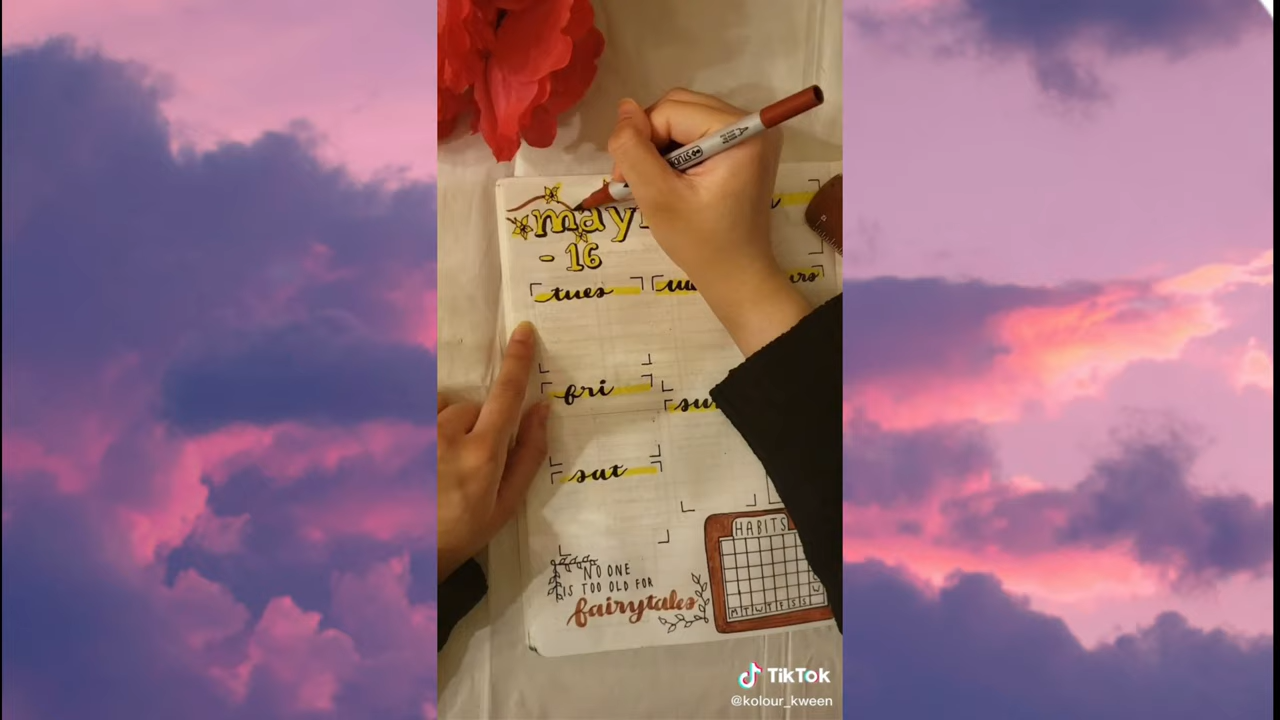 may
- 16
tues
fri
sat
HABITS
NO ONE
IS TOO OLD FOR
fairytales
M T W T F S S
TikTok
@kolour_kween